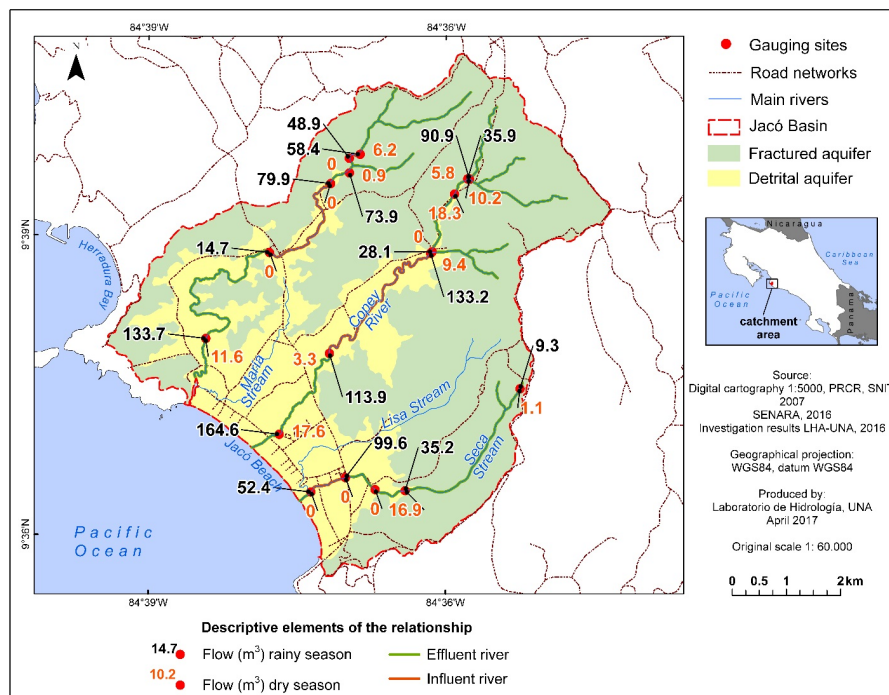 84°39'W
84°36'W
N
Gauging sites
Road networks
Main rivers
Jacó Basin
Fractured aquifer
Detrital aquifer
48.9
58.4
90.9
35.9
6.2
0
5.8
0.9
79.9
10.2
0
18.3
73.9
9°39'N
9°39'N
Herradura Bay
14.7
0
28.1
0
9.4
133.2
Coney River
133.7
11.6
Maria Stream
3.3
113.9
9.3
1.1
Lisa Stream
Seca Stream
164.6
17.6
Jacó Beach
99.6
35.2
52.4
0
0
0
16.9
9°36'N
9°36'N
Pacific
Ocean
84°39'W
84°36'W
Nicaragua
Caribbean
Sea
Pacific
Ocean
Panama
catchment
area
Source:
Digital cartography 1:5000, PRCR, SNIT
2007
SENARA, 2016
Investigation results LHA-UNA, 2016
Geographical projection:
WGS84, datum WGS84
Produced by:
Laboratorio de Hidrología, UNA
April 2017
Original scale 1: 60.000
0 0.5 1 2km
Descriptive elements of the relationship
14.7 Flow (m³) rainy season
Effluent river
10.2 Flow (m³) dry season
Influent river